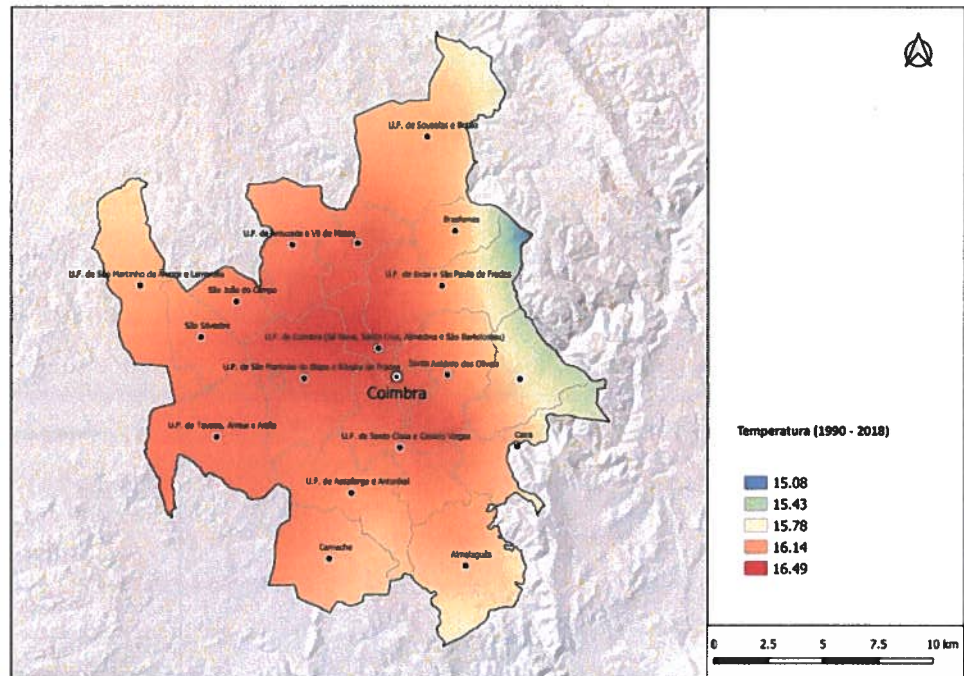 U.F. de Souselas e Botão
Brasfemes
U.F. de Antuzede e Vil de Matos
U.F. de Eiras e São Paulo de Frades
U.F. de São Martinho de Árvore e Lamarosa
São João do Campo
São Silvestre
U.F. de Coimbra (Sé Nova, Santa Cruz, Almedina e São Bartolomeu)
U.F. de São Martinho do Bispo e Ribeira de Frades
Santo António dos Olivais
Coimbra
U.F. de Taveiro, Ameal e Arzila
U.F. de Santa Clara e Castelo Viegas
Ceira
U.F. de Assafarge e Antanhol
Cernache
Almalaguês
Temperatura (1990 - 2018)
15.08
15.43
15.78
16.14
16.49
0 2.5 5 7.5 10 km